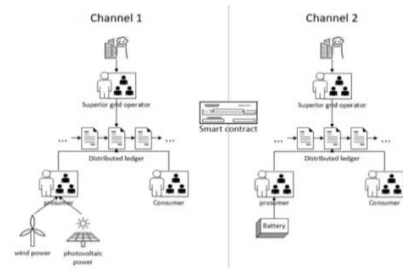 Channel 1
Channel 2
Superior grid operator
Superior grid operator
Smart contract
...
...
...
...
Distributed ledger
Distributed ledger
prosumer
Consumer
prosumer
Consumer
Battery
wind power
photovoltaic
power